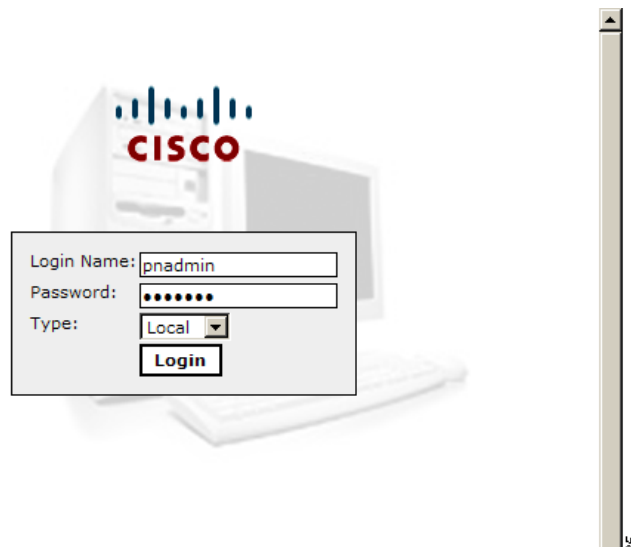 CISCO
Login Name: pnadmin
Password: •••••••
Type: Local
Login